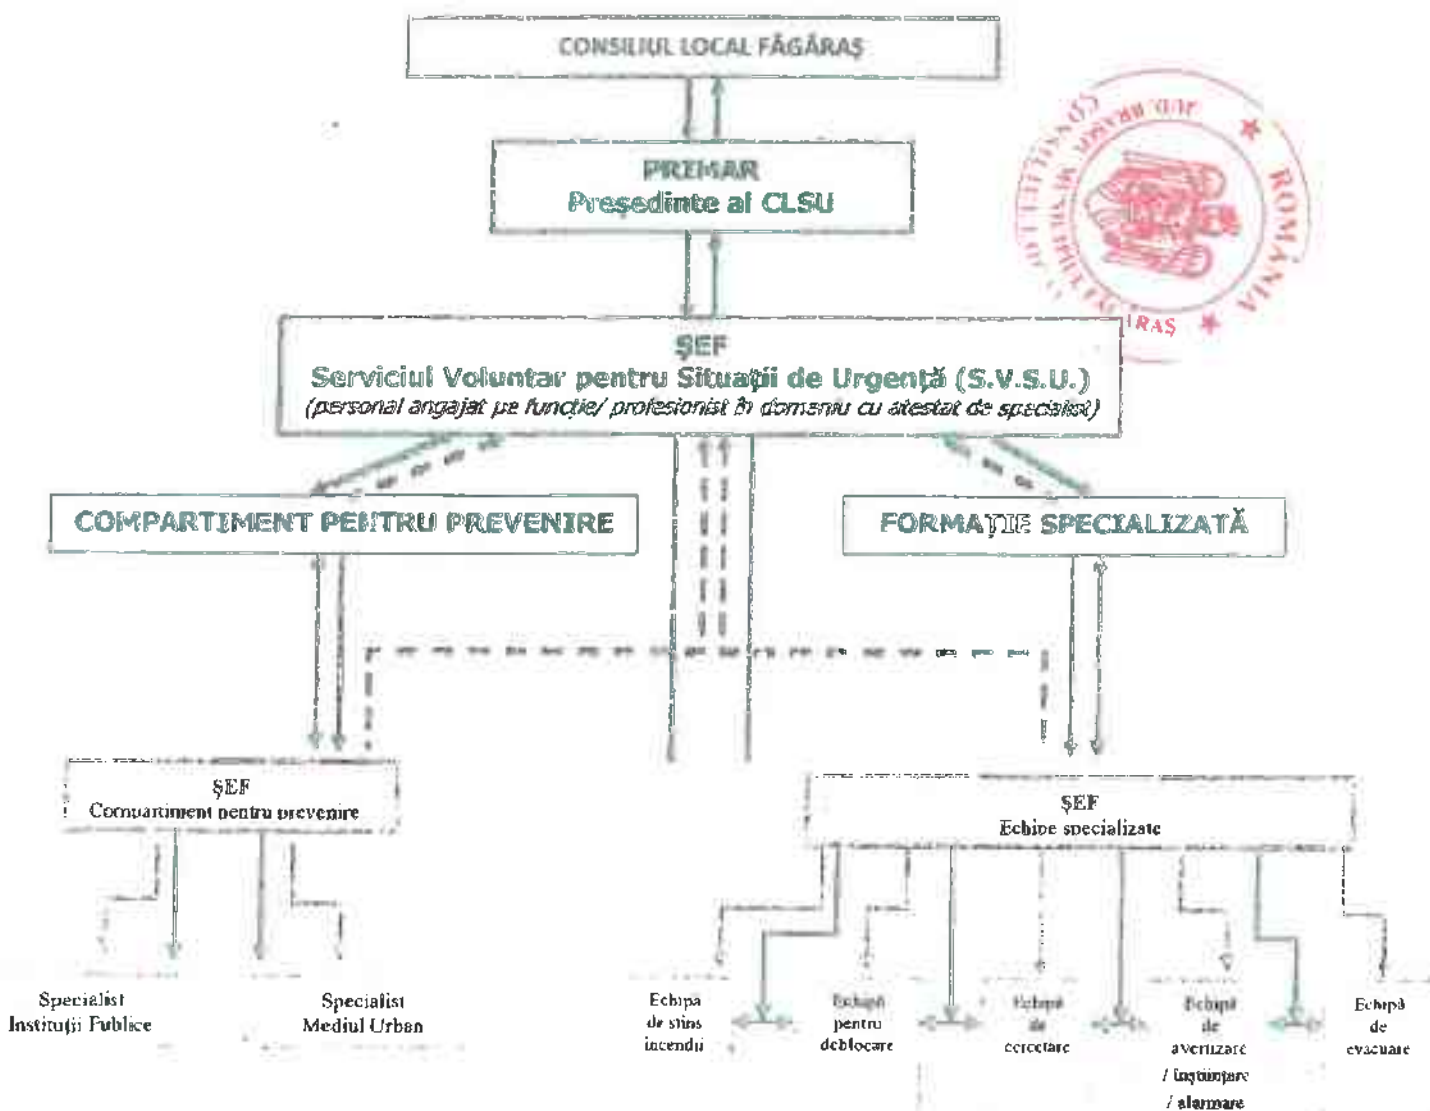 CONSILIUL LOCAL FĂGĂRAȘ
PRIMAR
Președinte al CLSU
ROMÂNIA
JUD. BRAȘOV
ȘEF
Serviciul Voluntar pentru Situații de Urgență (S.V.S.U.)
(personal angajat pe funcție/ profesionist în domeniu cu atestat de specialist)
COMPARTIMENT PENTRU PREVENIRE
FORMAȚIE SPECIALIZATĂ
ȘEF
Compartiment pentru prevenire
ȘEF
Echipe specializate
Specialist
Instituții Publice
Specialist
Mediul Urban
Echipă
de stins
incendii
Echipă
pentru
deblocare
Echipă
de
cercetare
Echipă
de
avertizare
/ înștiințare
/ alarmare
Echipă
de
evacuare